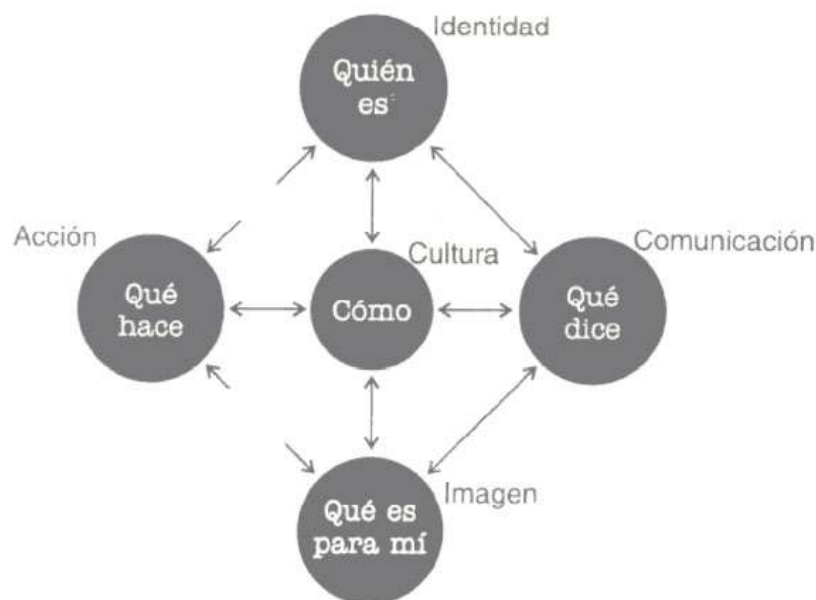 Identidad
Quién
es
Acción
Qué
hace
Cultura
Cómo
Comunicación
Qué
dice
Imagen
Qué es
para mí